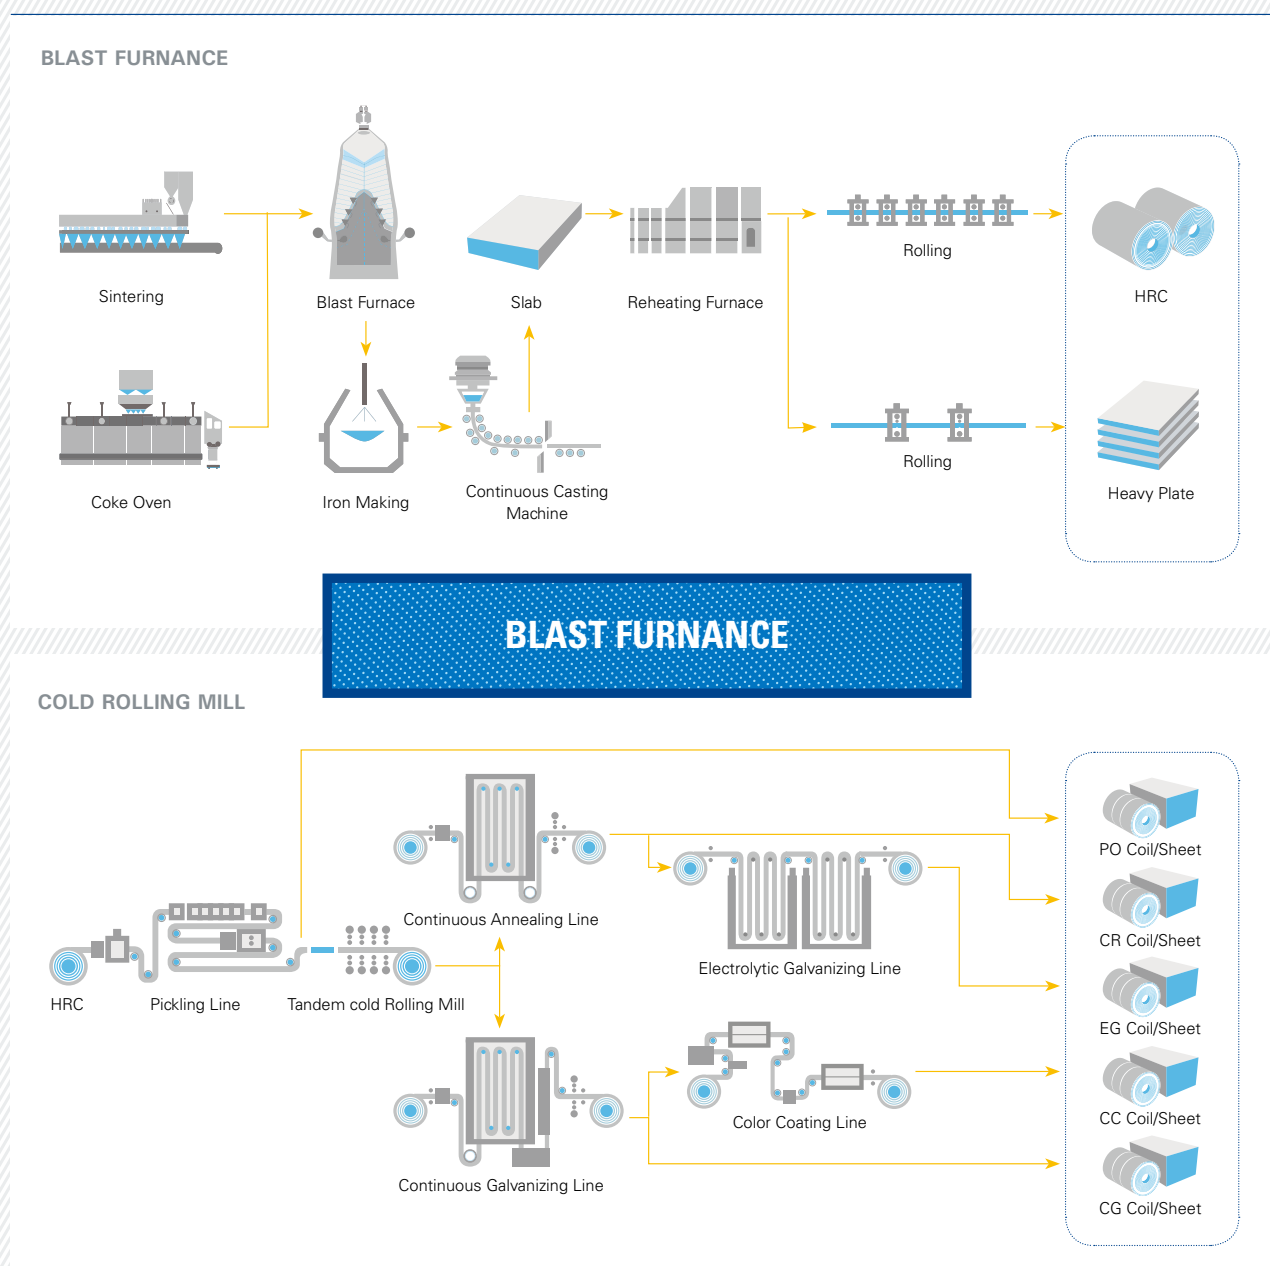 BLAST FURNANCE
Sintering
Blast Furnace
Slab
Reheating Furnace
Rolling
HRC
Coke Oven
Iron Making
Continuous Casting
Machine
Rolling
Heavy Plate
BLAST FURNANCE
COLD ROLLING MILL
PO Coil/Sheet
Continuous Annealing Line
CR Coil/Sheet
Electrolytic Galvanizing Line
HRC
Pickling Line
Tandem cold Rolling Mill
EG Coil/Sheet
Color Coating Line
CC Coil/Sheet
Continuous Galvanizing Line
CG Coil/Sheet